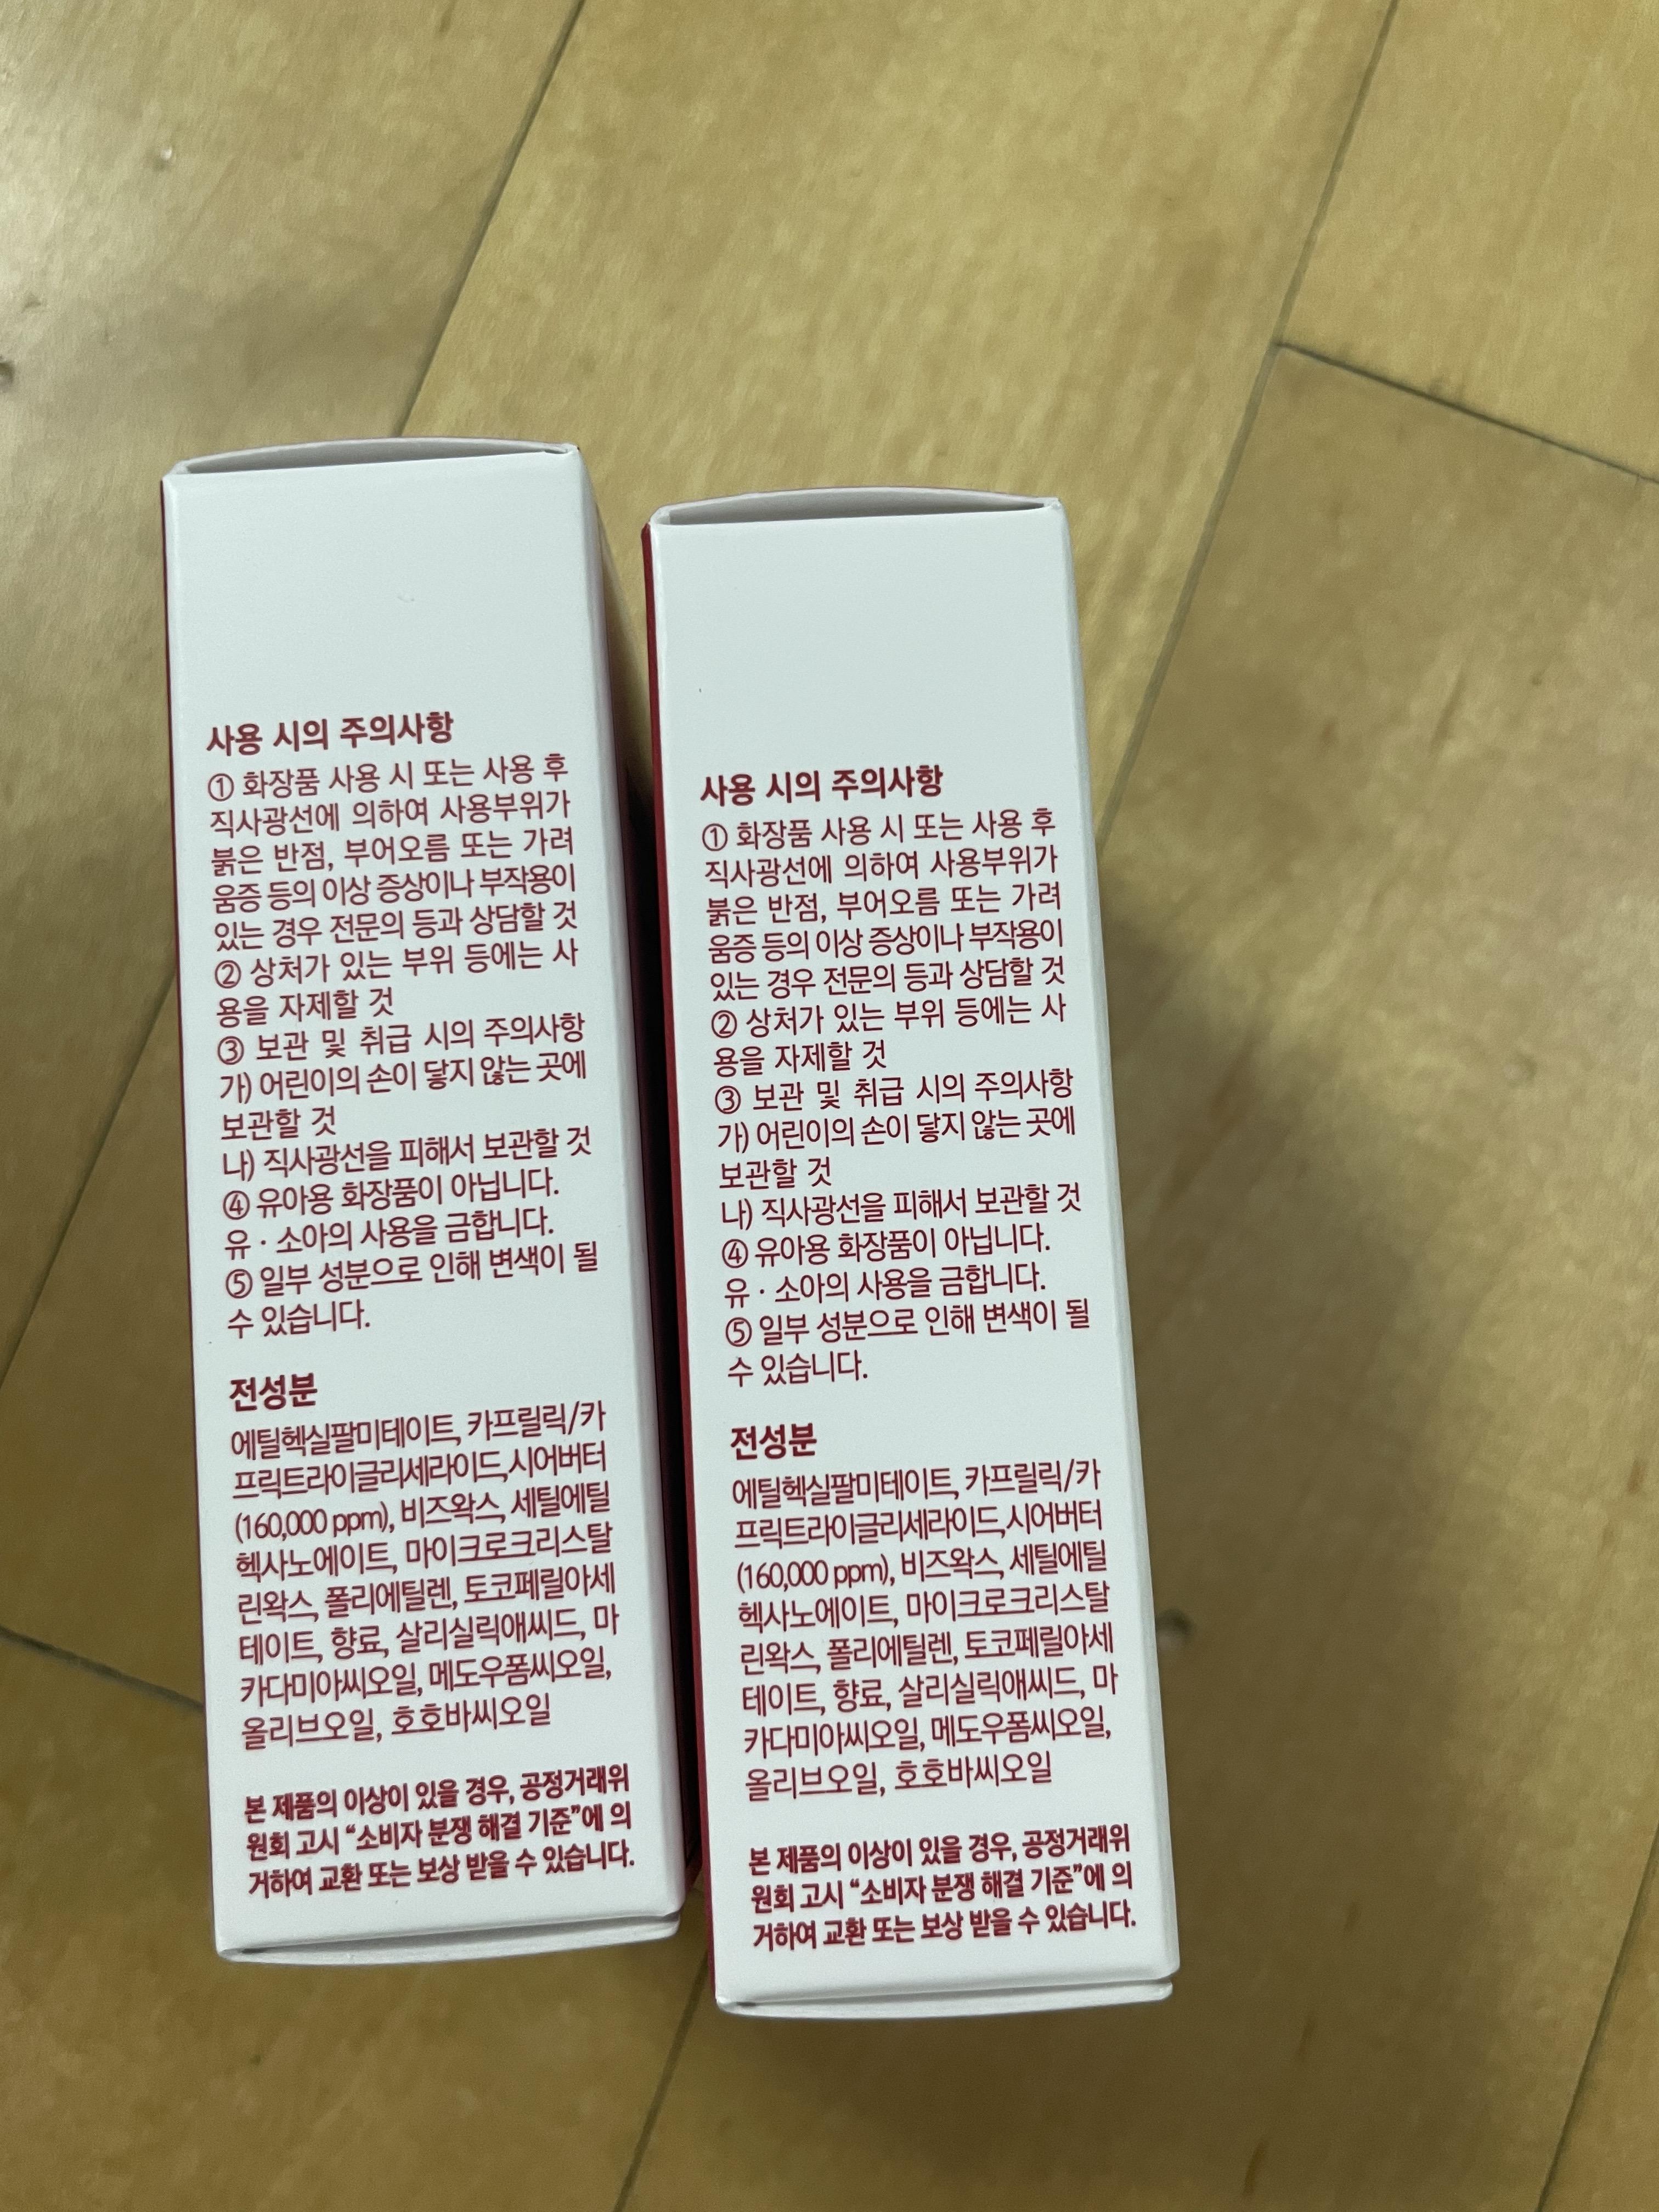 사용 시의 주의사항
① 화장품 사용 시 또는 사용 후
직사광선에 의하여 사용부위가
붉은 반점, 부어오름 또는 가려
움증 등의 이상 증상이나 부작용이
있는 경우 전문의 등과 상담할 것
② 상처가 있는 부위 등에는 사
용을 자제할 것
③ 보관 및 취급 시의 주의사항
가) 어린이의 손이 닿지 않는 곳에
보관할 것
나) 직사광선을 피해서 보관할 것
④ 유아용 화장품이 아닙니다.
유 · 소아의 사용을 금합니다.
⑤ 일부 성분으로 인해 변색이 될
수 있습니다.
전성분
에틸헥실팔미테이트, 카프릴릭/카
프릭트라이글리세라이드,시어버터
(160,000 ppm), 비즈왁스, 세틸에틸
헥사노에이트, 마이크로크리스탈
린왁스, 폴리에틸렌, 토코페릴아세
테이트, 향료, 살리실릭애씨드, 마
카다미아씨오일, 메도우폼씨오일,
올리브오일, 호호바씨오일
본 제품의 이상이 있을 경우, 공정거래위
원회 고시 “소비자 분쟁 해결 기준”에 의
거하여 교환 또는 보상 받을 수 있습니다.
사용 시의 주의사항
① 화장품 사용 시 또는 사용 후
직사광선에 의하여 사용부위가
붉은 반점, 부어오름 또는 가려
움증 등의 이상 증상이나 부작용이
있는 경우 전문의 등과 상담할 것
② 상처가 있는 부위 등에는 사
용을 자제할 것
③ 보관 및 취급 시의 주의사항
가) 어린이의 손이 닿지 않는 곳에
보관할 것
나) 직사광선을 피해서 보관할 것
④ 유아용 화장품이 아닙니다.
유 · 소아의 사용을 금합니다.
⑤ 일부 성분으로 인해 변색이 될
수 있습니다.
전성분
에틸헥실팔미테이트, 카프릴릭/카
프릭트라이글리세라이드,시어버터
(160,000 ppm), 비즈왁스, 세틸에틸
헥사노에이트, 마이크로크리스탈
린왁스, 폴리에틸렌, 토코페릴아세
테이트, 향료, 살리실릭애씨드, 마
카다미아씨오일, 메도우폼씨오일,
올리브오일, 호호바씨오일
본 제품의 이상이 있을 경우, 공정거래위
원회 고시 “소비자 분쟁 해결 기준”에 의
거하여 교환 또는 보상 받을 수 있습니다.